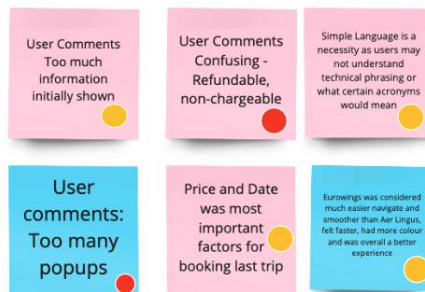 User Comments
Too much
information
initially shown
User Comments
Confusing -
Refundable,
non-chargeable
Simple Language is a
necessity as users may
not understand
technical phrasing or
what certain acronyms
would mean
User
comments:
Too many
popups
Price and Date
was most
important
factors for
booking last trip
Eurowings was considered
much easier navigate and
smoother than Aer Lingus,
felt faster, had more colour
and was overall a better
experience